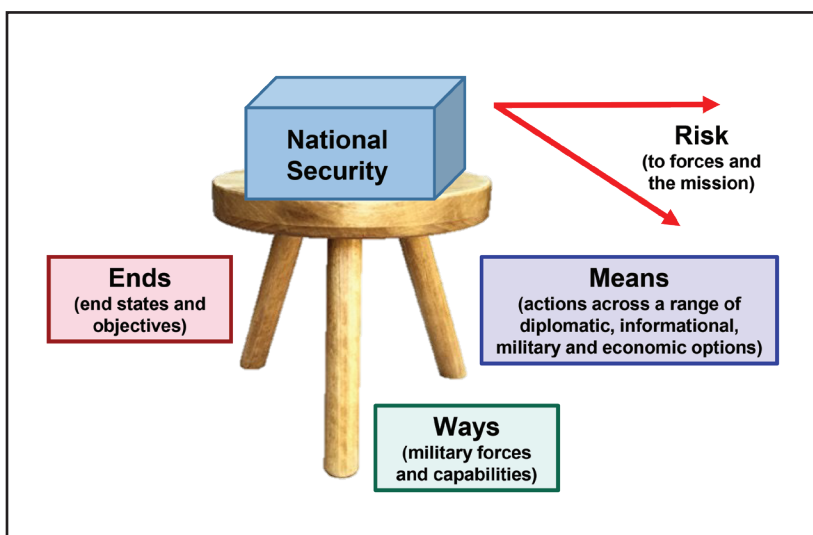 National
Security
Risk
(to forces and
the mission)
Ends
(end states and
objectives)
Means
(actions across a range of
diplomatic, informational,
military and economic options)
Ways
(military forces
and capabilities)